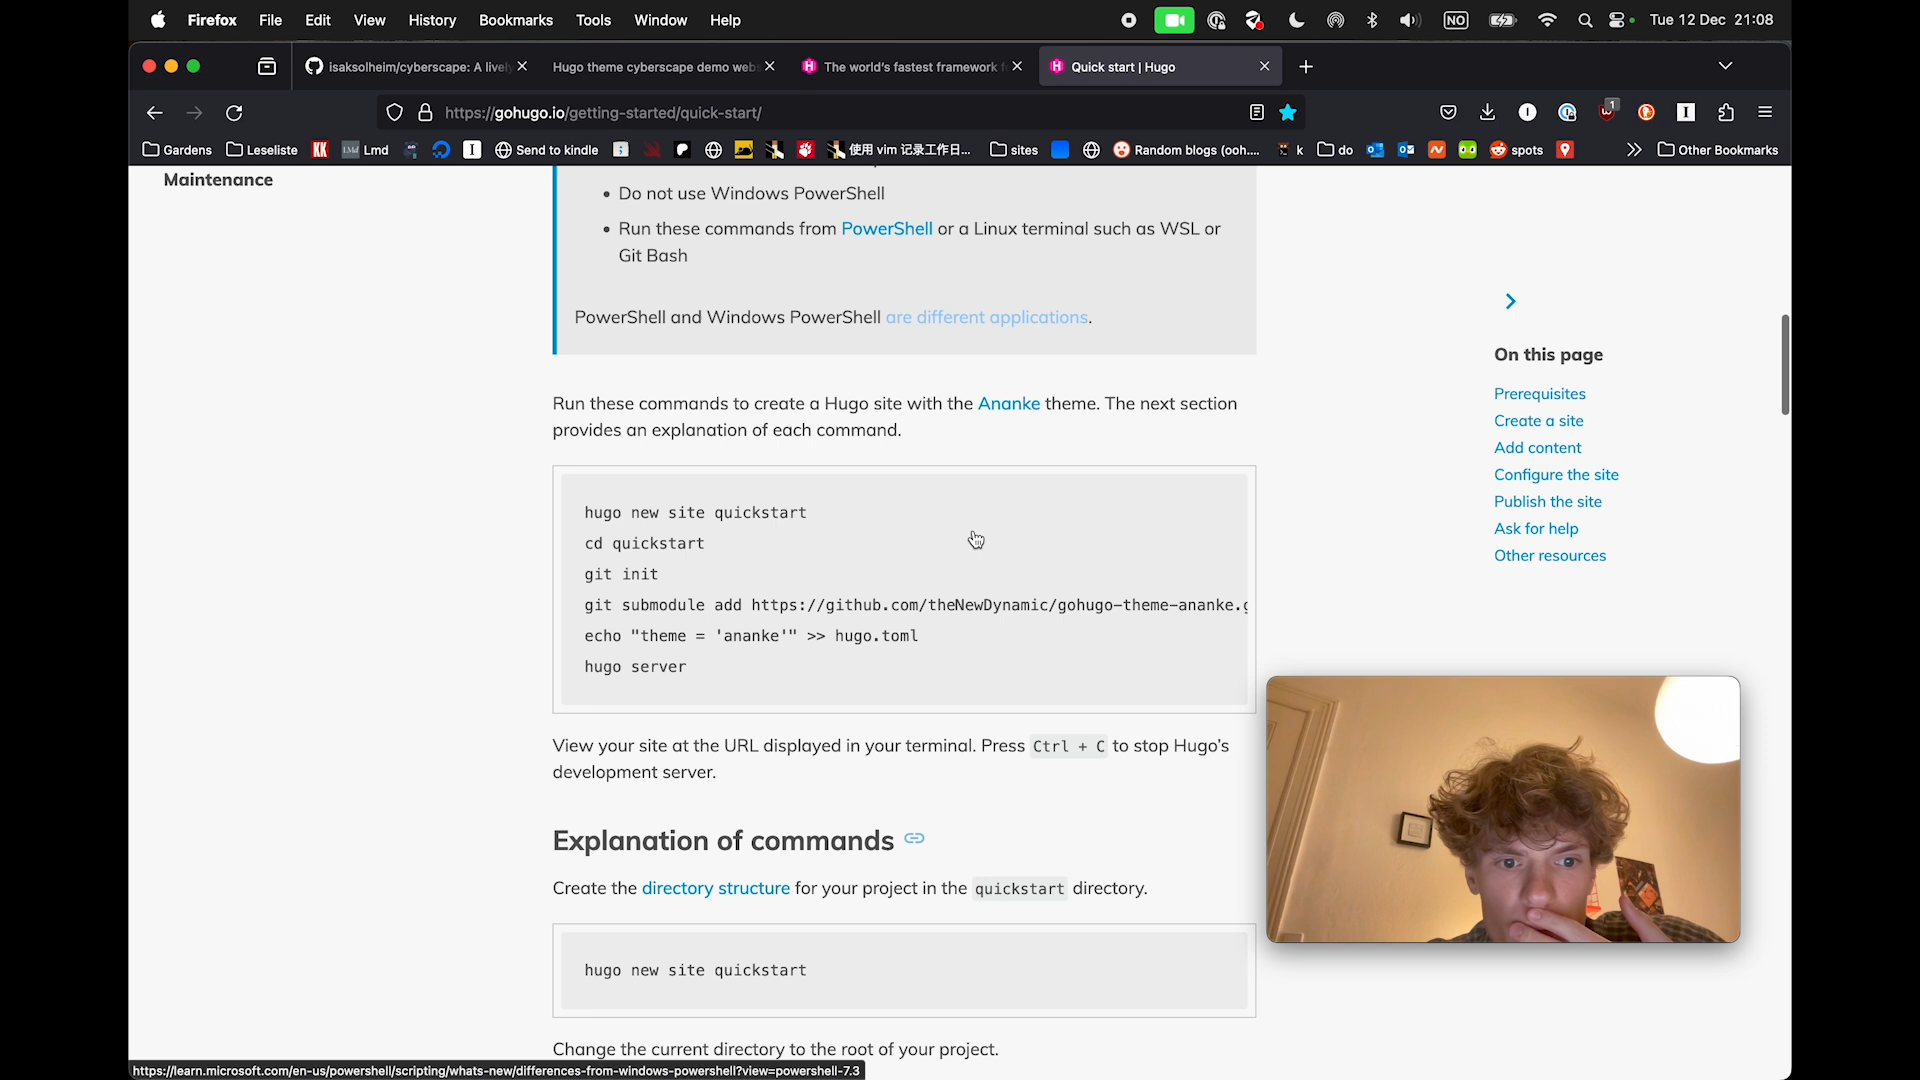 Firefox File Edit View History Bookmarks Tools Window Help NO Tue 12 Dec 21:08
isaksolheim/cyberscape: A lively Hugo theme cyberscape demo webs The world's fastest framework f Quick start | Hugo
https://gohugo.io/getting-started/quick-start/ 1
Gardens Leseliste KK LMd Lmd Send to kindle 使用 vim 记录工作日... sites Random blogs (ooh.... k do spots Other Bookmarks
Maintenance
• Do not use Windows PowerShell
• Run these commands from PowerShell or a Linux terminal such as WSL or
Git Bash
PowerShell and Windows PowerShell are different applications.
Run these commands to create a Hugo site with the Ananke theme. The next section
provides an explanation of each command.
hugo new site quickstart
cd quickstart
git init
git submodule add https://github.com/theNewDynamic/gohugo-theme-ananke.g
echo "theme = 'ananke'" >> hugo.toml
hugo server
View your site at the URL displayed in your terminal. Press Ctrl + C to stop Hugo's
development server.
Explanation of commands
Create the directory structure for your project in the quickstart directory.
hugo new site quickstart
Change the current directory to the root of your project.
On this page
Prerequisites
Create a site
Add content
Configure the site
Publish the site
Ask for help
Other resources
https://learn.microsoft.com/en-us/powershell/scripting/whats-new/differences-from-windows-powershell?view=powershell-7.3